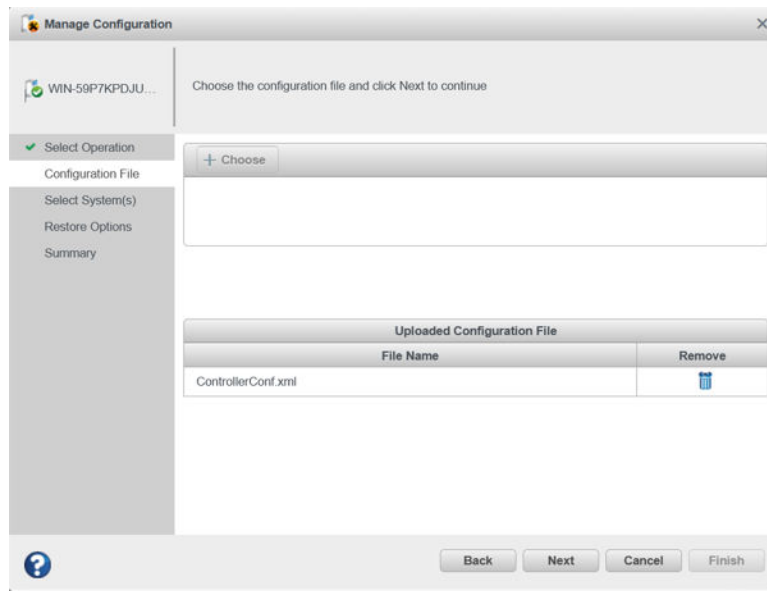 Manage Configuration
WIN-59P7KPDJU...
Choose the configuration file and click Next to continue
Select Operation
Configuration File
Select System(s)
Restore Options
Summary
+ Choose
Uploaded Configuration File
File Name Remove
ControllerConf.xml
? Back Next Cancel Finish